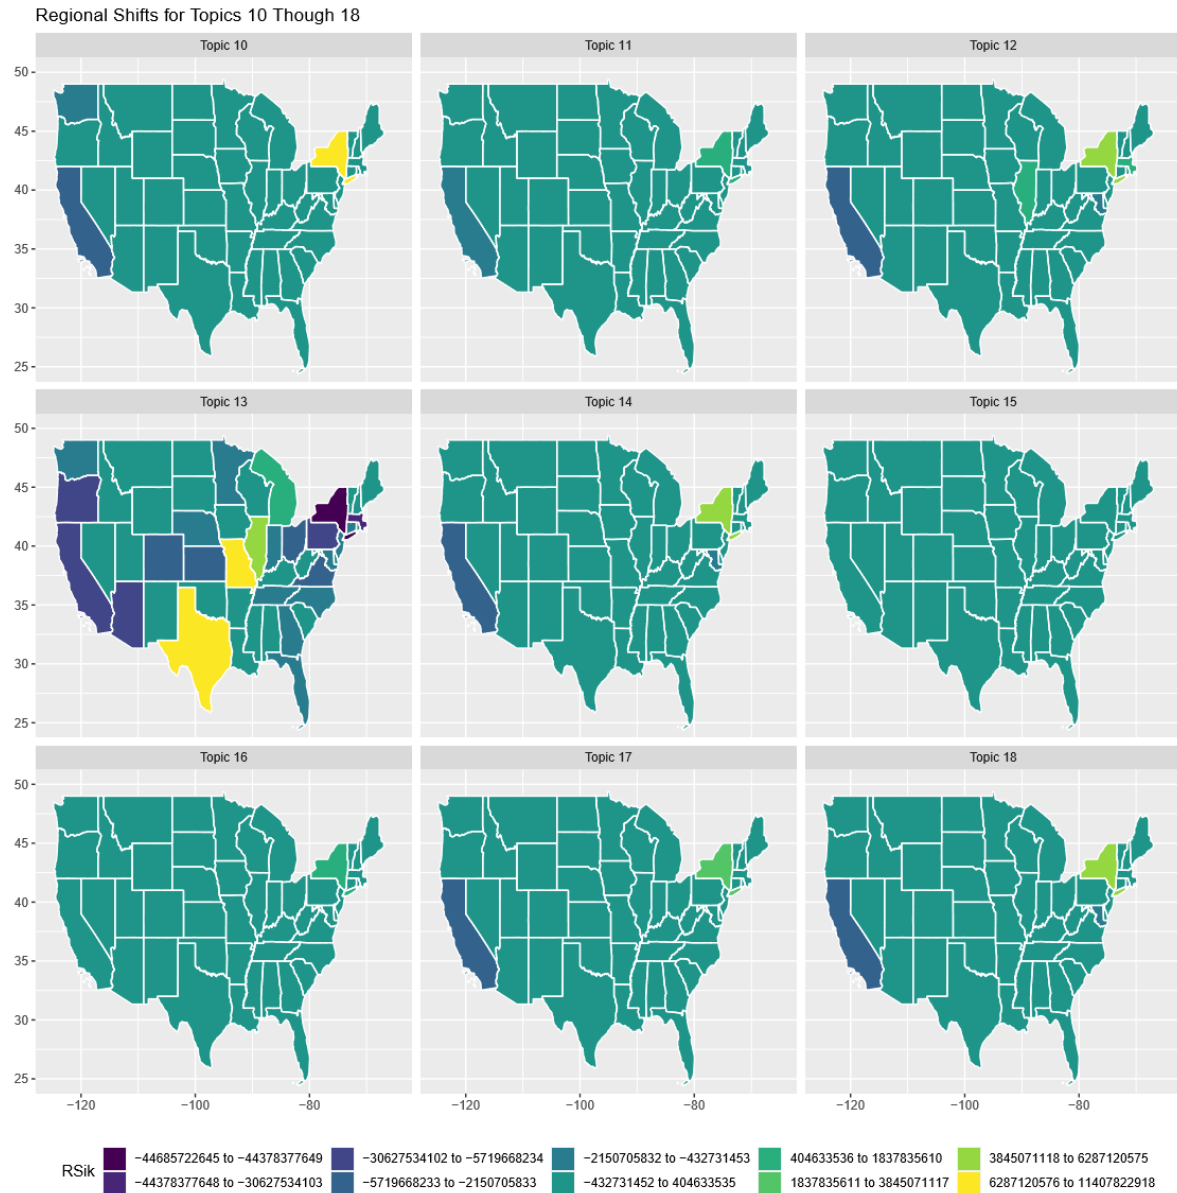 Regional Shifts for Topics 10 Though 18
Topic 10 Topic 11 Topic 12
50
45
40
35
30
25
Topic 13 Topic 14 Topic 15
50
45
40
35
30
25
Topic 16 Topic 17 Topic 18
50
45
40
35
30
25
−120 −100 −80 −120 −100 −80 −120 −100 −80
RSik
−44685722645 to −44378377649 −30627534102 to −5719668234 −2150705832 to −432731453 404633536 to 1837835610 3845071118 to 6287120575
−44378377648 to −30627534103 −5719668233 to −2150705833 −432731452 to 404633535 1837835611 to 3845071117 6287120576 to 11407822918